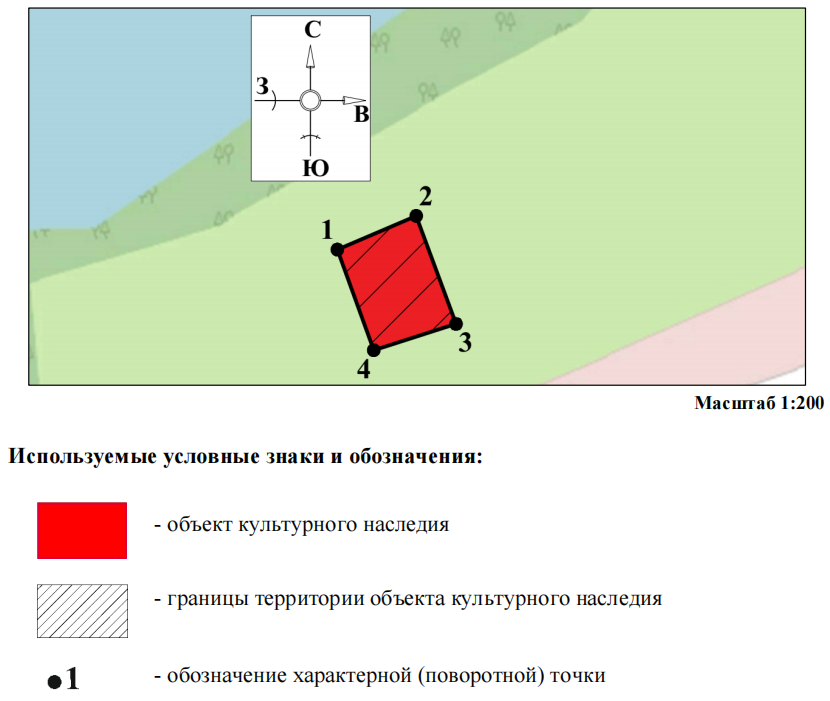 С
З
В
Ю
2
1
3
4
Масштаб 1:200
Используемые условные знаки и обозначения:
- объект культурного наследия
- границы территории объекта культурного наследия
1 - обозначение характерной (поворотной) точки